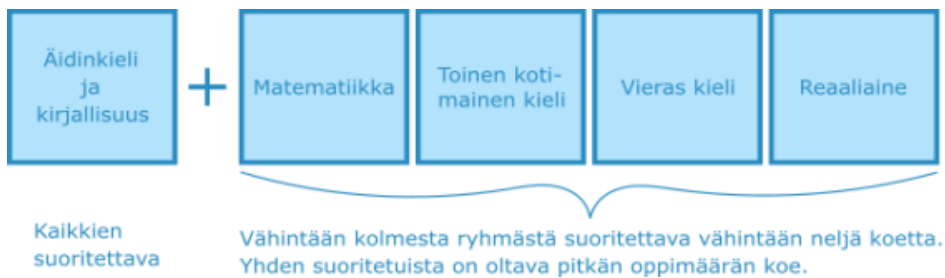 Äidinkieli
ja
kirjallisuus
+
Matematiikka
Toinen koti-
mainen kieli
Vieras kieli
Reaaliaine
Kaikkien
suoritettava
Vähintään kolmesta ryhmästä suoritettava vähintään neljä koetta.
Yhden suoritetuista on oltava pitkän oppimäärän koe.